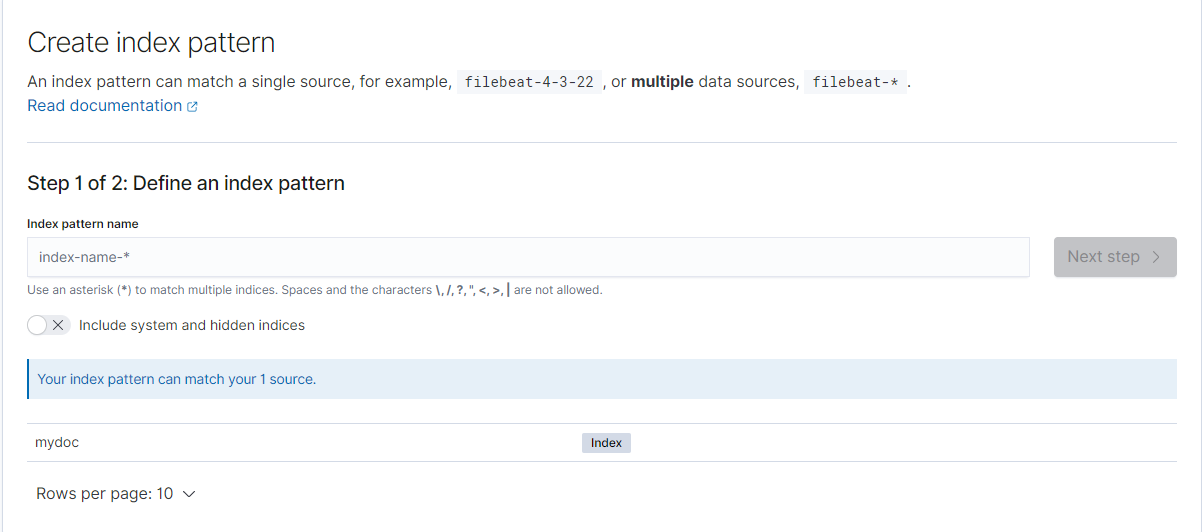 Create index pattern
An index pattern can match a single source, for example, filebeat-4-3-22 , or multiple data sources, filebeat-* .
Read documentation
Step 1 of 2: Define an index pattern
Index pattern name
index-name-*
Next step
Use an asterisk (*) to match multiple indices. Spaces and the characters \, /, ?, ", <, >, | are not allowed.
Include system and hidden indices
Your index pattern can match your 1 source.
mydoc Index
Rows per page: 10